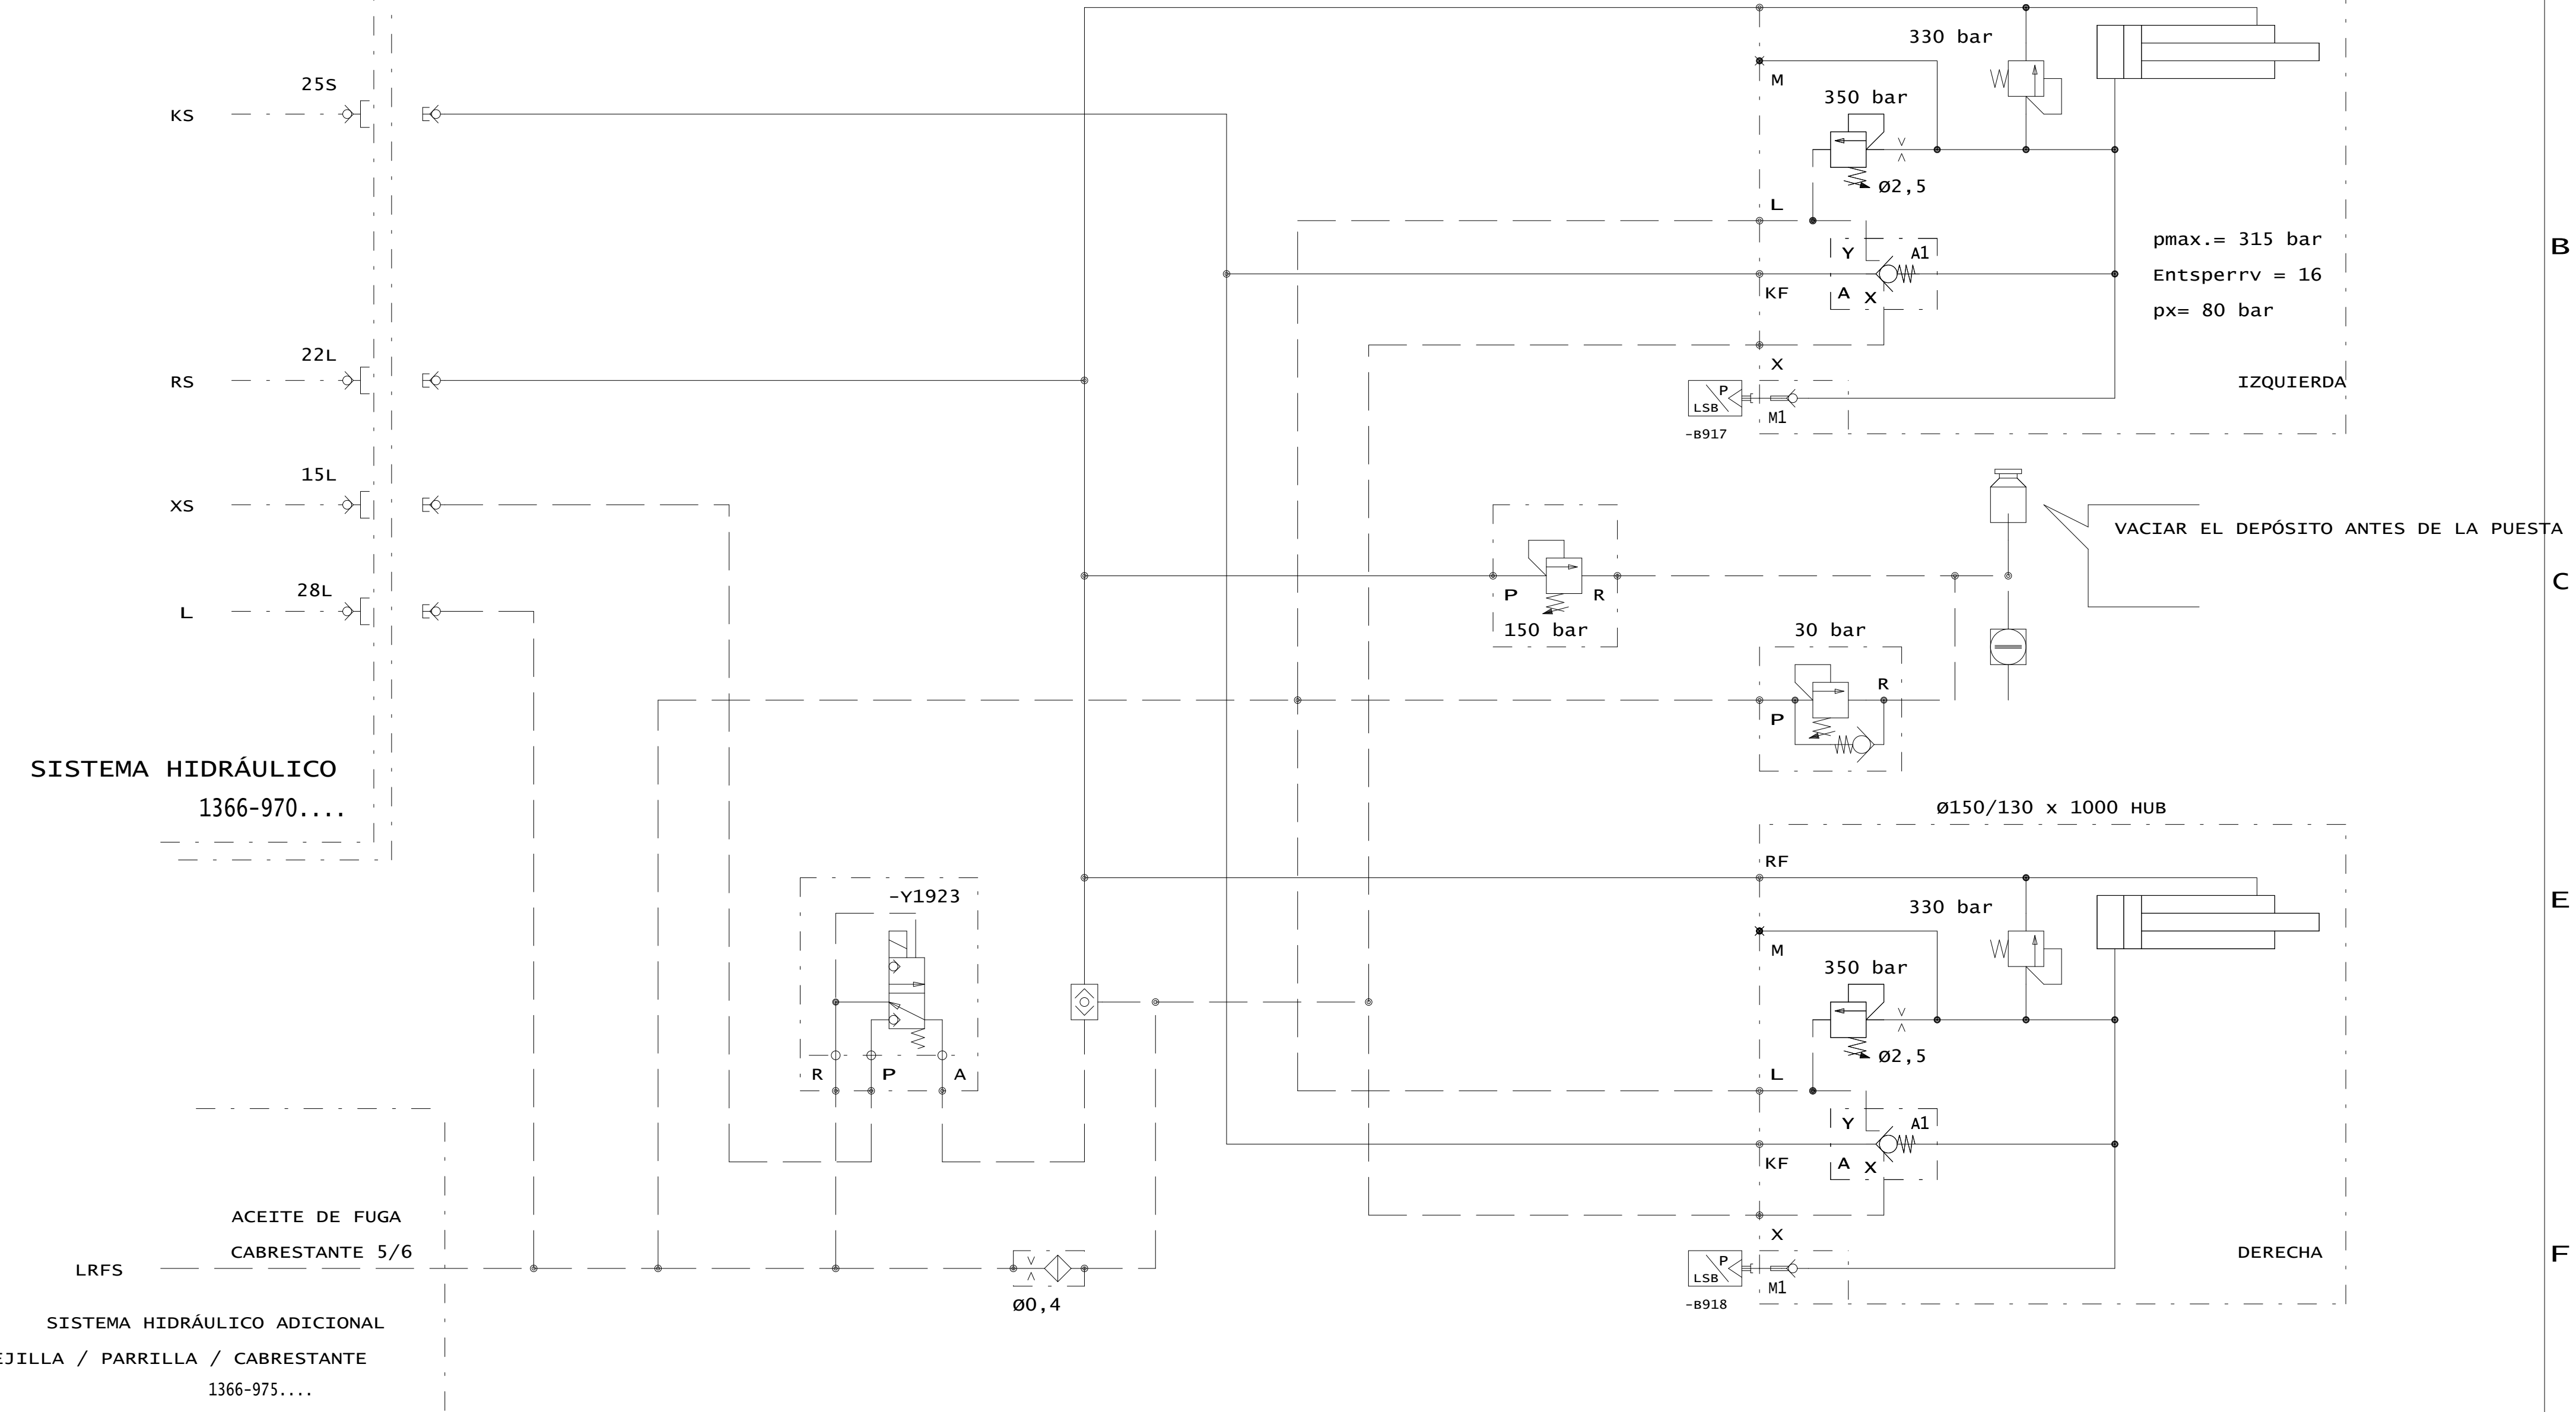 330 bar
25S
M
350 bar
KS
Ø2,5
L
pmax.= 315 bar
B
Y A1
Entsperrv = 16
KF A X
px= 80 bar
22L
X
RS
IZQUIERDA
P
LSB
M1
-B917
15L
XS
VACIAR EL DEPÓSITO ANTES DE LA PUESTA
C
28L
P R
L
150 bar
30 bar
R
P
SISTEMA HIDRÁULICO
1366-970....
Ø150/130 x 1000 HUB
RF
-Y1923
E
330 bar
M
350 bar
Ø2,5
R P A
L
Y A1
KF A X
ACEITE DE FUGA
X
CABRESTANTE 5/6
DERECHA
F
LRFS
P
LSB
M1
-B918
Ø0,4
SISTEMA HIDRÁULICO ADICIONAL
EJILLA / PARRILLA / CABRESTANTE
1366-975....